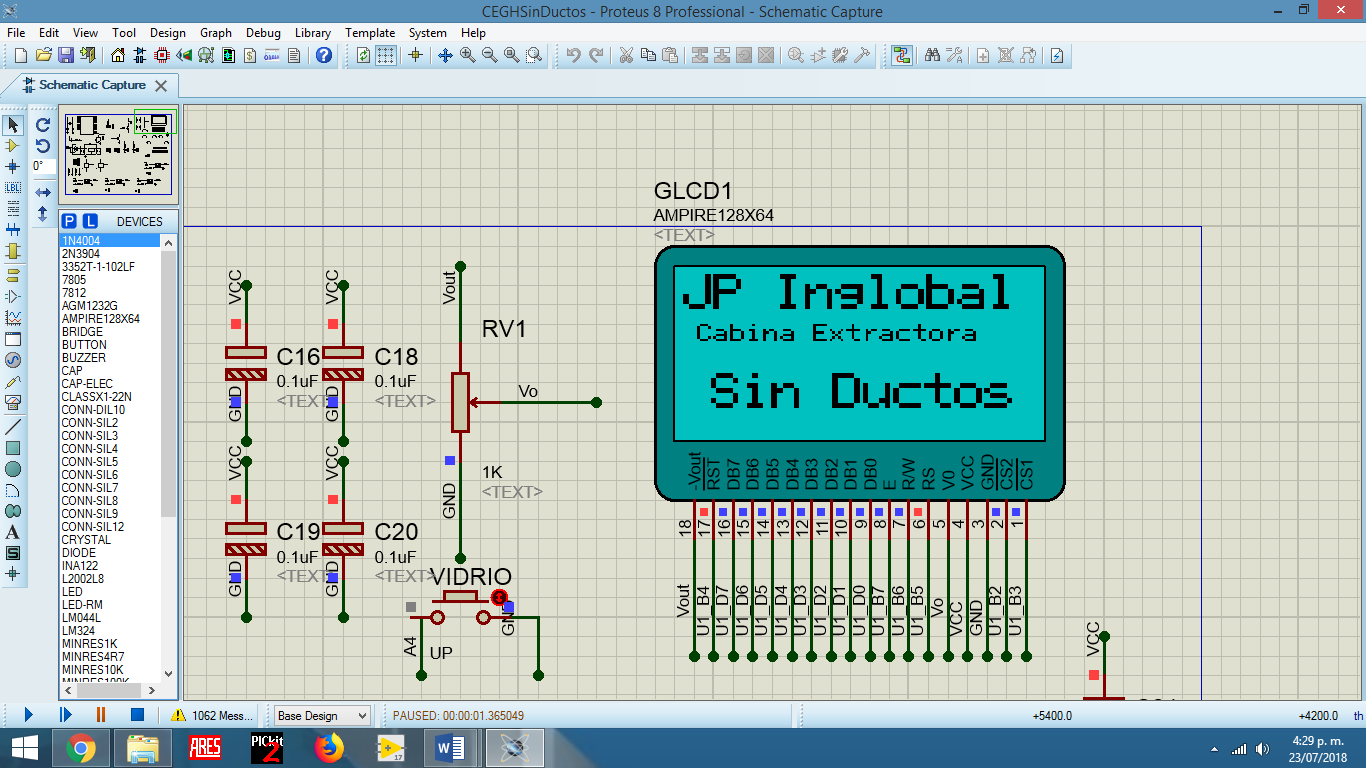 CEGHSinDuctos - Proteus 8 Professional - Schematic Capture
File Edit View Tool Design Graph Debug Library Template System Help
Schematic Capture
0°
P L DEVICES
1N4004
2N3904
3352T-1-102LF
7805
7812
AGM1232G
AMPIRE128X64
BRIDGE
BUTTON
BUZZER
CAP
CAP-ELEC
CLASSX1-22N
CONN-DIL10
CONN-SIL2
CONN-SIL3
CONN-SIL4
CONN-SIL5
CONN-SIL6
CONN-SIL7
CONN-SIL8
CONN-SIL9
CONN-SIL12
CRYSTAL
DIODE
INA122
L2002L8
LED
LED-RM
LM044L
LM324
MINRES1K
MINRES4R7
MINRES10K
GLCD1
AMPIRE128X64
<TEXT>
JP Inglobal
Cabina Extractora
Sin Ductos
-Vout RST DB7 DB6 DB5 DB4 DB3 DB2 DB1 DB0 E R/W RS V0 VCC GND CS2 CS1
18 17 16 15 14 13 12 11 10 9 8 7 6 5 4 3 2 1
Vout U1_B4 U1_D7 U1_D6 U1_D5 U1_D4 U1_D3 U1_D2 U1_D1 U1_D0 U1_B7 U1_B6 U1_B5 Vo VCC GND U1_B2 U1_B3
VCC VCC Vout
RV1
C16 C18
0.1uF 0.1uF
<TEXT> <TEXT>
Vo
GND GND
VCC VCC
1K
<TEXT>
GND
C19 C20
0.1uF 0.1uF
<TEXT> <TEXT>
GND GND
VIDRIO
GND
A4 UP
VCC
1062 Mess... Base Design PAUSED: 00:00:01.365049 +5400.0 +4200.0 th
ARES PICkit 2 17 W
4:29 p. m.
23/07/2018